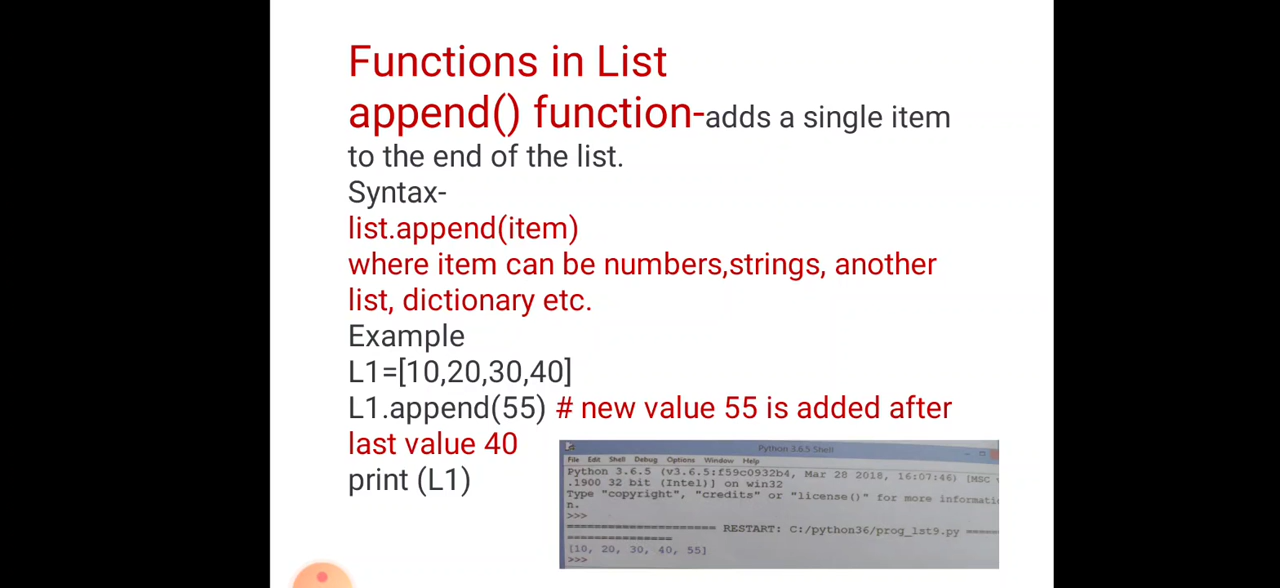 Functions in List
append() function-adds a single item
to the end of the list.
Syntax-
list.append(item)
where item can be numbers,strings, another
list, dictionary etc.
Example
L1=[10,20,30,40]
L1.append(55) # new value 55 is added after
last value 40
print (L1)
Python 3.6.5 Shell
File Edit Shell Debug Options Window Help
Python 3.6.5 (v3.6.5:f59c0932b4, Mar 28 2018, 16:07:46) [MSC v
.1900 32 bit (Intel)] on win32
Type "copyright", "credits" or "license()" for more informatio
n.
>>>
===================== RESTART: C:/python36/prog_lst9.py =====
===============
[10, 20, 30, 40, 55]
>>>